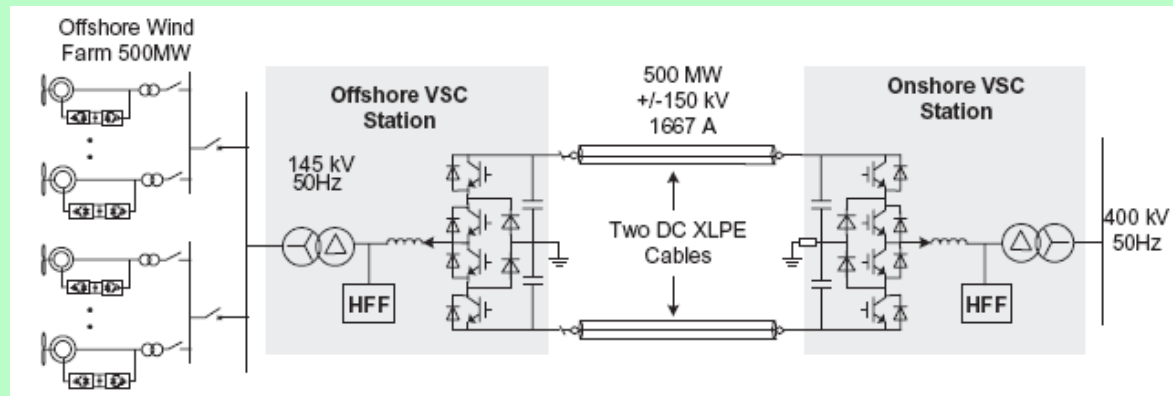 Offshore Wind
Farm 500MW
Offshore VSC
Station
145 kV
50Hz
HFF
500 MW
+/-150 kV
1667 A
Two DC XLPE
Cables
Onshore VSC
Station
HFF
400 kV
50Hz